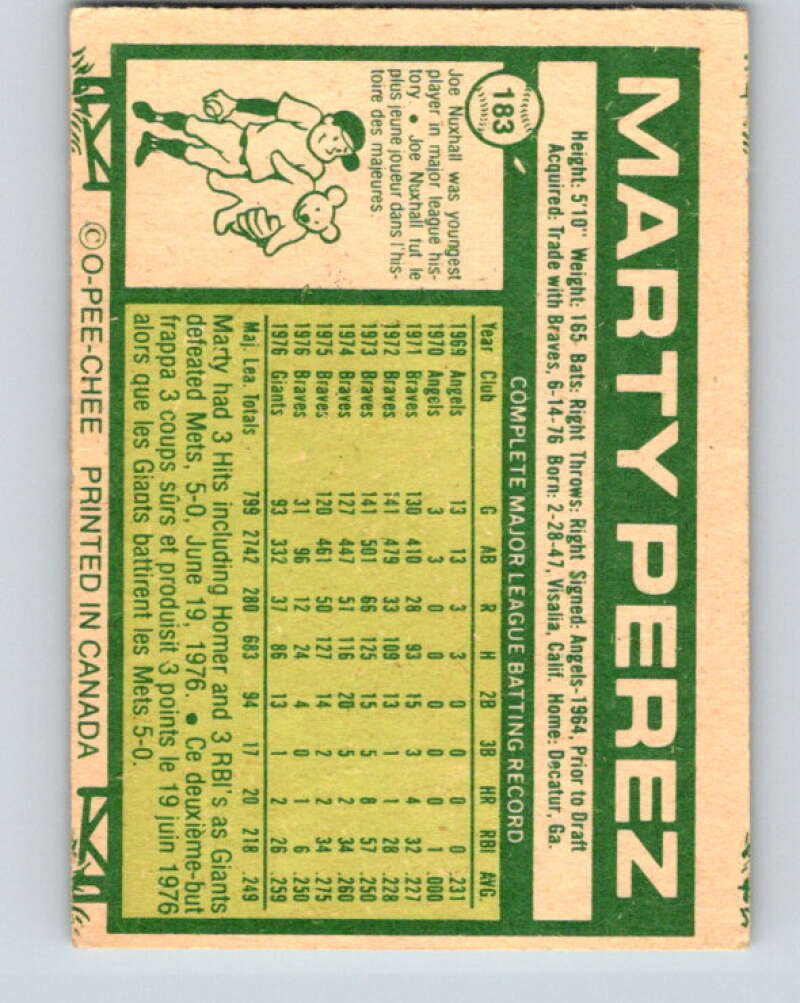 MARTY PEREZ
183
Height: 5'10" Weight: 165 Bats: Right Throws: Right Signed: Angels-1964, Prior to Draft
Acquired: Trade with Braves, 6-14-76 Born: 2-28-47, Visalia, Calif. Home: Decatur, Ga.
COMPLETE MAJOR LEAGUE BATTING RECORD
Joe Nuxhall was youngest
player in major league his-
tory. • Joe Nuxhall fut le
plus jeune joueur dans l'his-
toire des majeures.
Year Club G AB R H 2B 3B HR RBI AVG
1969 Angels 13 13 3 3 0 0 0 0 .231
1970 Angels 3 3 0 0 0 0 0 1 .000
1971 Braves 130 410 28 93 15 3 4 32 .227
1972 Braves 141 479 33 109 13 1 1 28 .228
1973 Braves 141 501 66 125 15 5 8 57 .250
1974 Braves 127 447 51 116 20 5 2 34 .260
1975 Braves 120 461 50 127 14 2 2 34 .275
1976 Braves 31 96 12 24 4 0 1 6 .250
1976 Giants 93 332 37 86 13 1 2 26 .259
Maj. Lea. Totals 799 2742 280 683 94 17 20 218 .249
Marty had 3 Hits including Homer and 3 RBI's as Giants
defeated Mets, 5-0, June 19, 1976. • Ce deuxième-but
frappa 3 coups sûrs et produisit 3 points le 19 juin 1976
alors que les Giants battirent les Mets 5-0.
©O-PEE-CHEE PRINTED IN CANADA